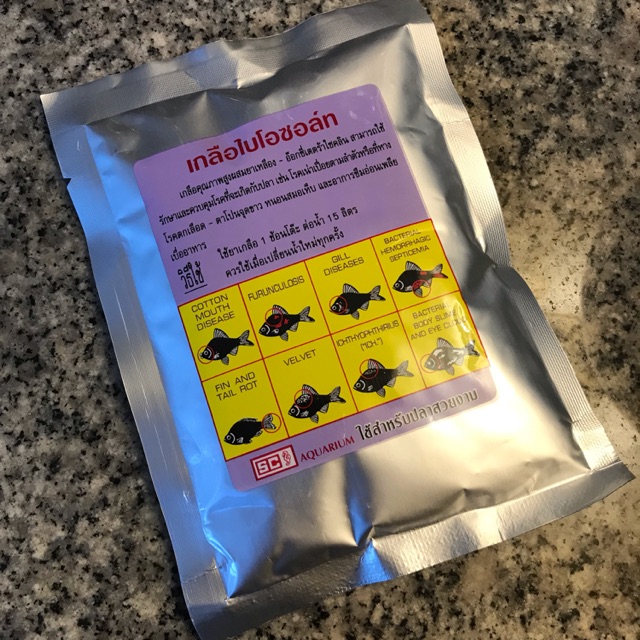 เกลือไบโอซอล์ท
เกลือคุณภาพสูงผสมยาเหลือง - อ๊อกซี่เตตร้าไซคลิน สามารถใช้
รักษาและควบคุมโรคที่จะเกิดกับปลา เช่น โรคเน่าเปื่อยตามลำตัวหรือที่หาง
โรคตกเลือด - ตาโปนจุดขาว หนอนสมอเห็บ และอาการซึมอ่อนเพลีย
เบื่ออาหาร
วิธีใช้
ใช้ยาเกลือ 1 ช้อนโต๊ะ ต่อน้ำ 15 ลิตร
ควรใช้เมื่อเปลี่ยนน้ำใหม่ทุกครั้ง
COTTON
MOUTH
DISEASE
FURUNCULOSIS
GILL
DISEASES
BACTERIAL
HEMORRHAGIC
SEPTICEMIA
FIN AND
TAIL ROT
VELVET
ICHTHYOPHTHIRIUS
("ICH.")
BACTERIAL
BODY SLIME
AND EYE
SC AQUARIUM ใช้สำหรับปลาสวยงาม